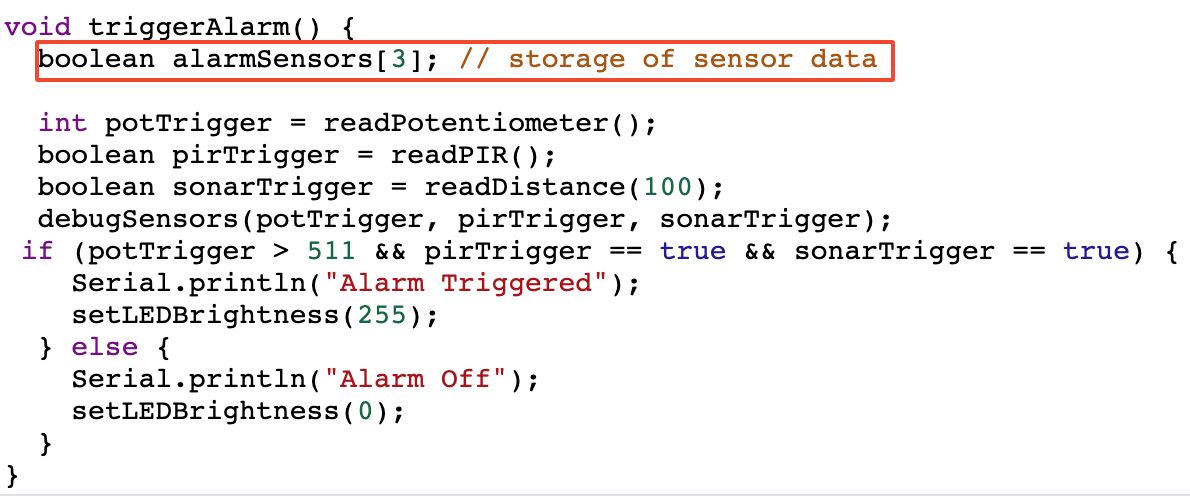 void triggerAlarm() {
boolean alarmSensors[3]; // storage of sensor data
int potTrigger = readPotentiometer();
boolean pirTrigger = readPIR();
boolean sonarTrigger = readDistance(100);
debugSensors(potTrigger, pirTrigger, sonarTrigger);
if (potTrigger > 511 && pirTrigger == true && sonarTrigger == true) {
Serial.println("Alarm Triggered");
setLEDBrightness(255);
} else {
Serial.println("Alarm Off");
setLEDBrightness(0);
}
}